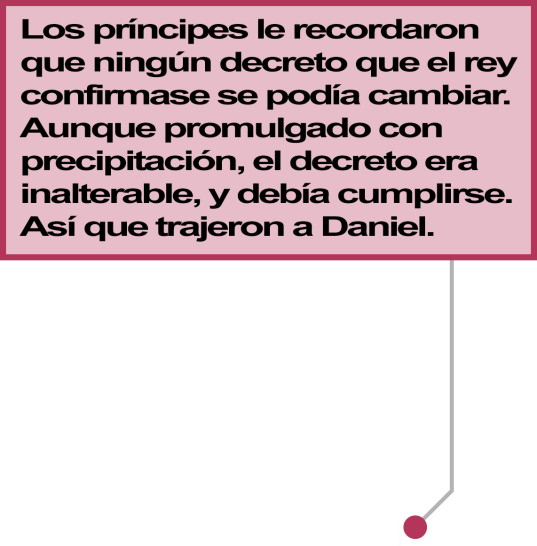 Los príncipes le recordaron
que ningún decreto que el rey
confirmase se podía cambiar.
Aunque promulgado con
precipitación, el decreto era
inalterable, y debía cumplirse.
Así que trajeron a Daniel.